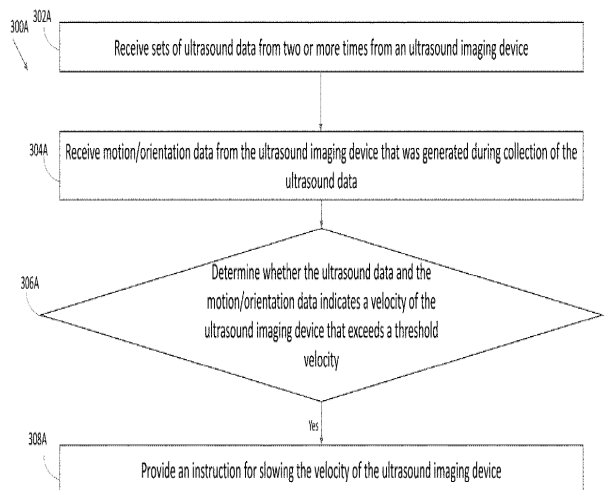 302A
300A
Receive sets of ultrasound data from two or more times from an ultrasound imaging device
304A
Receive motion/orientation data from the ultrasound imaging device that was generated during collection of the
ultrasound data
306A
Determine whether the ultrasound data and the
motion/orientation data indicates a velocity of the
ultrasound imaging device that exceeds a threshold
velocity
Yes
308A
Provide an instruction for slowing the velocity of the ultrasound imaging device